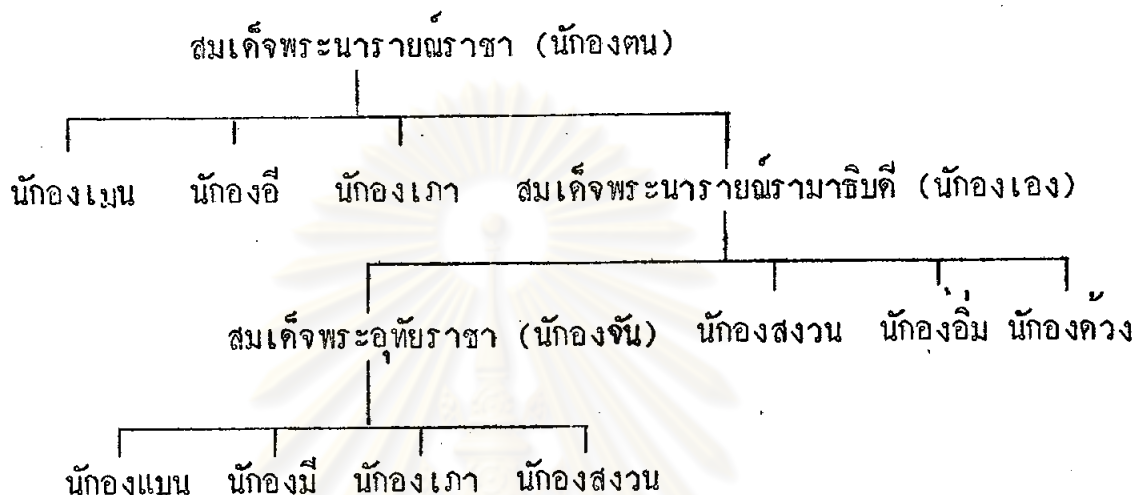 สมเด็จพระนารายณ์ราชา (นักองตน)
นักองเมน นักองอี นักองเภา สมเด็จพระนารายณ์รามาธิบดี (นักองเอง)
สมเด็จพระอุทัยราชา (นักองจัน) นักองสงวน นักองอิ่ม นักองด้วง
นักองแบน นักองมี นักองเภา นักองสงวน